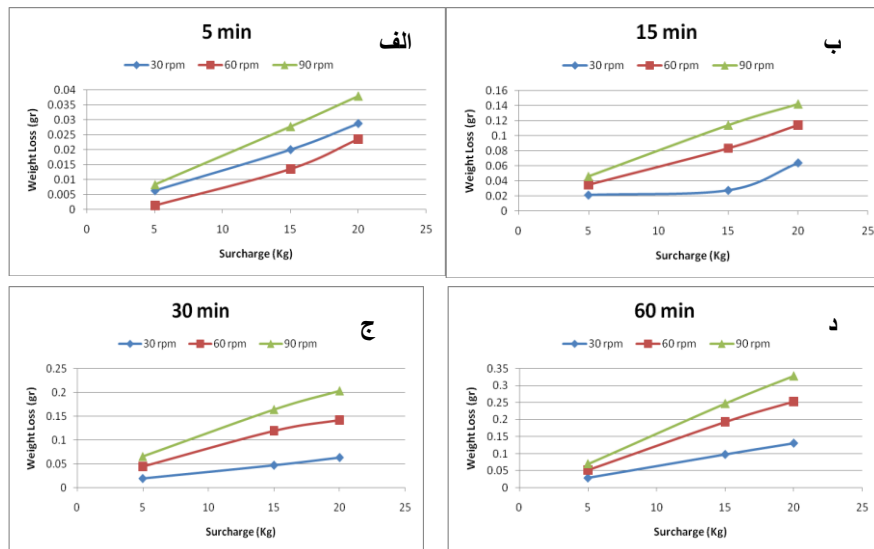 5 min
الف
30 rpm 60 rpm 90 rpm
Weight Loss (gr)
0.04
0.035
0.03
0.025
0.02
0.015
0.01
0.005
0
0 5 10 15 20 25
Surcharge (Kg)
15 min
ب
30 rpm 60 rpm 90 rpm
Weight Loss (gr)
0.16
0.14
0.12
0.1
0.08
0.06
0.04
0.02
0
0 5 10 15 20 25
Surcharge (Kg)
30 min
ج
30 rpm 60 rpm 90 rpm
Weight Loss (gr)
0.25
0.2
0.15
0.1
0.05
0
0 5 10 15 20 25
Surcharge (Kg)
60 min
د
30 rpm 60 rpm 90 rpm
Weight Loss (gr)
0.35
0.3
0.25
0.2
0.15
0.1
0.05
0
0 5 10 15 20 25
Surcharge (Kg)